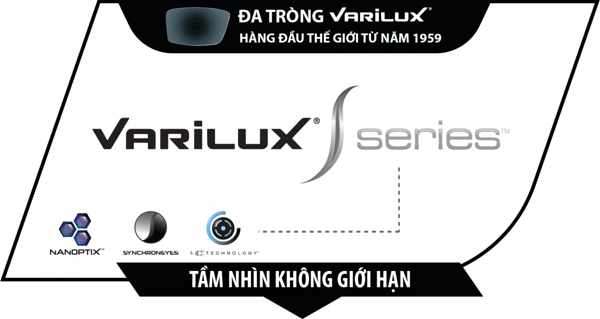 ĐA TRÒNG VARILUX®
HÀNG ĐẦU THẾ GIỚI TỪ NĂM 1959
VARILUX® S series™
NANOPTIX™ SYNCHRONEYES TECHNOLOGY™
TẦM NHÌN KHÔNG GIỚI HẠN